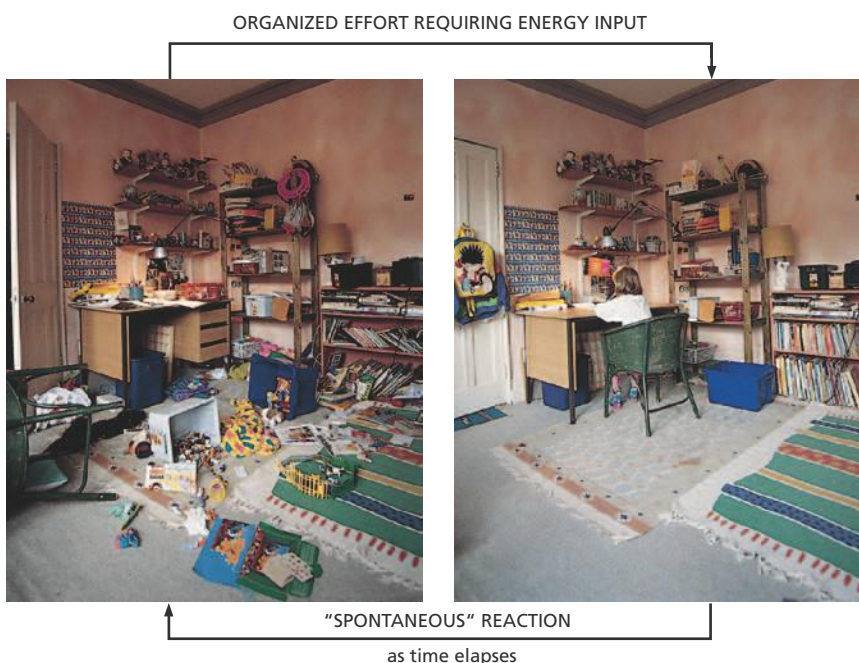 ORGANIZED EFFORT REQUIRING ENERGY INPUT
"SPONTANEOUS" REACTION
as time elapses